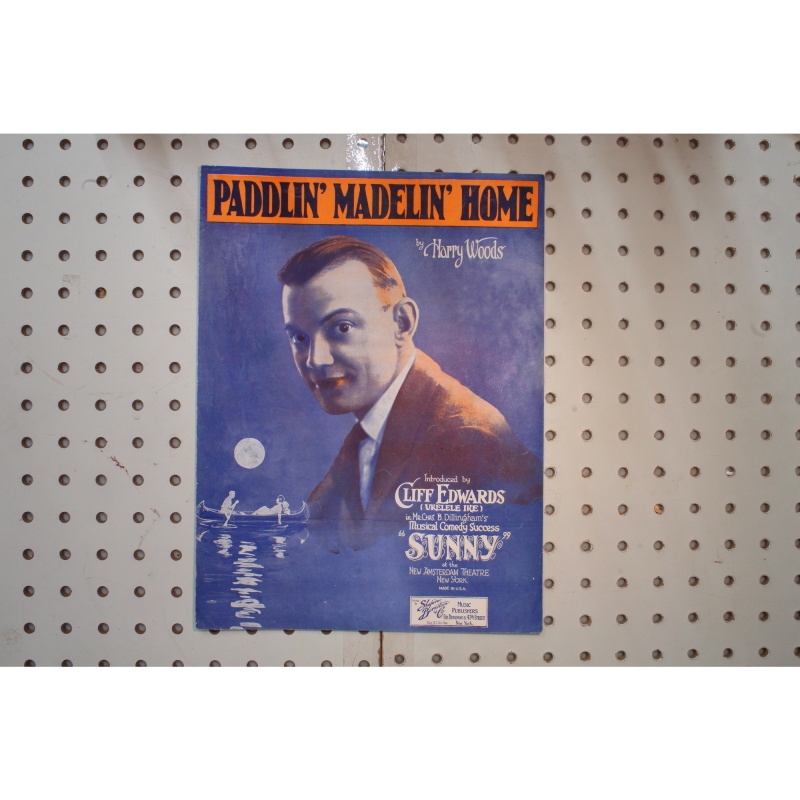 PADDLIN' MADELIN' HOME
by Harry Woods
Introduced by
CLIFF EDWARDS
(UKELELE IKE)
in Mr. Chas. B. Dillingham's
Musical Comedy Success
"SUNNY"
at the
NEW AMSTERDAM THEATRE
NEW YORK
MADE IN U.S.A.
MUSIC
PUBLISHERS
New York